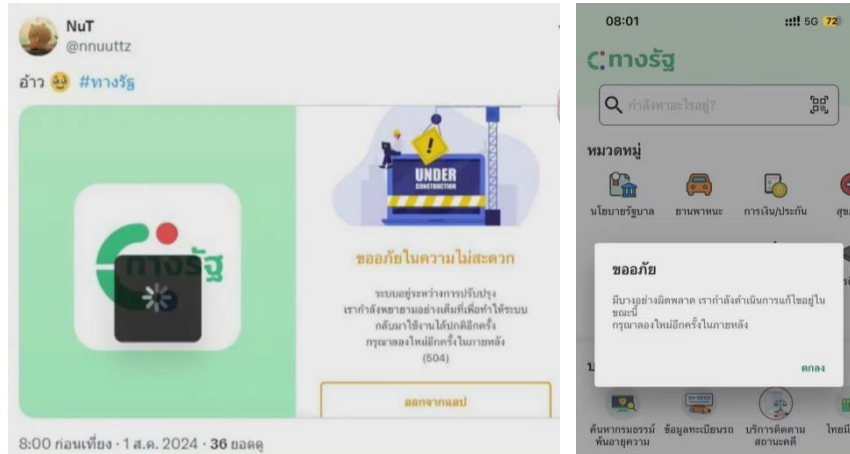 NuT
@nnuuttz
อ้าว 🥹 #ทางรัฐ
ทางรัฐ
UNDER
CONSTRUCTION
ขออภัยในความไม่สะดวก
ระบบอยู่ระหว่างการปรับปรุง
เรากำลังพยายามอย่างเต็มที่เพื่อทำให้ระบบ
กลับมาใช้งานได้ปกติอีกครั้ง
กรุณาลองใหม่อีกครั้งในภายหลัง
(504)
ออกจากแอป
8:00 ก่อนเที่ยง · 1 ส.ค. 2024 · 36 ยอดดู
08:01
5G 72
ทางรัฐ
กำลังหาอะไรอยู่?
หมวดหมู่
นโยบายรัฐบาล ยานพาหนะ การเงิน/ประกัน
ขออภัย
มีบางอย่างผิดพลาด เรากำลังดำเนินการแก้ไขอยู่ใน
ขณะนี้
กรุณาลองใหม่อีกครั้งในภายหลัง
ตกลง
ค้นหากรมธรรม์ ข้อมูลทะเบียนรถ บริการติดตาม ไทยมี
พ้นอายุความ สถานะคดี